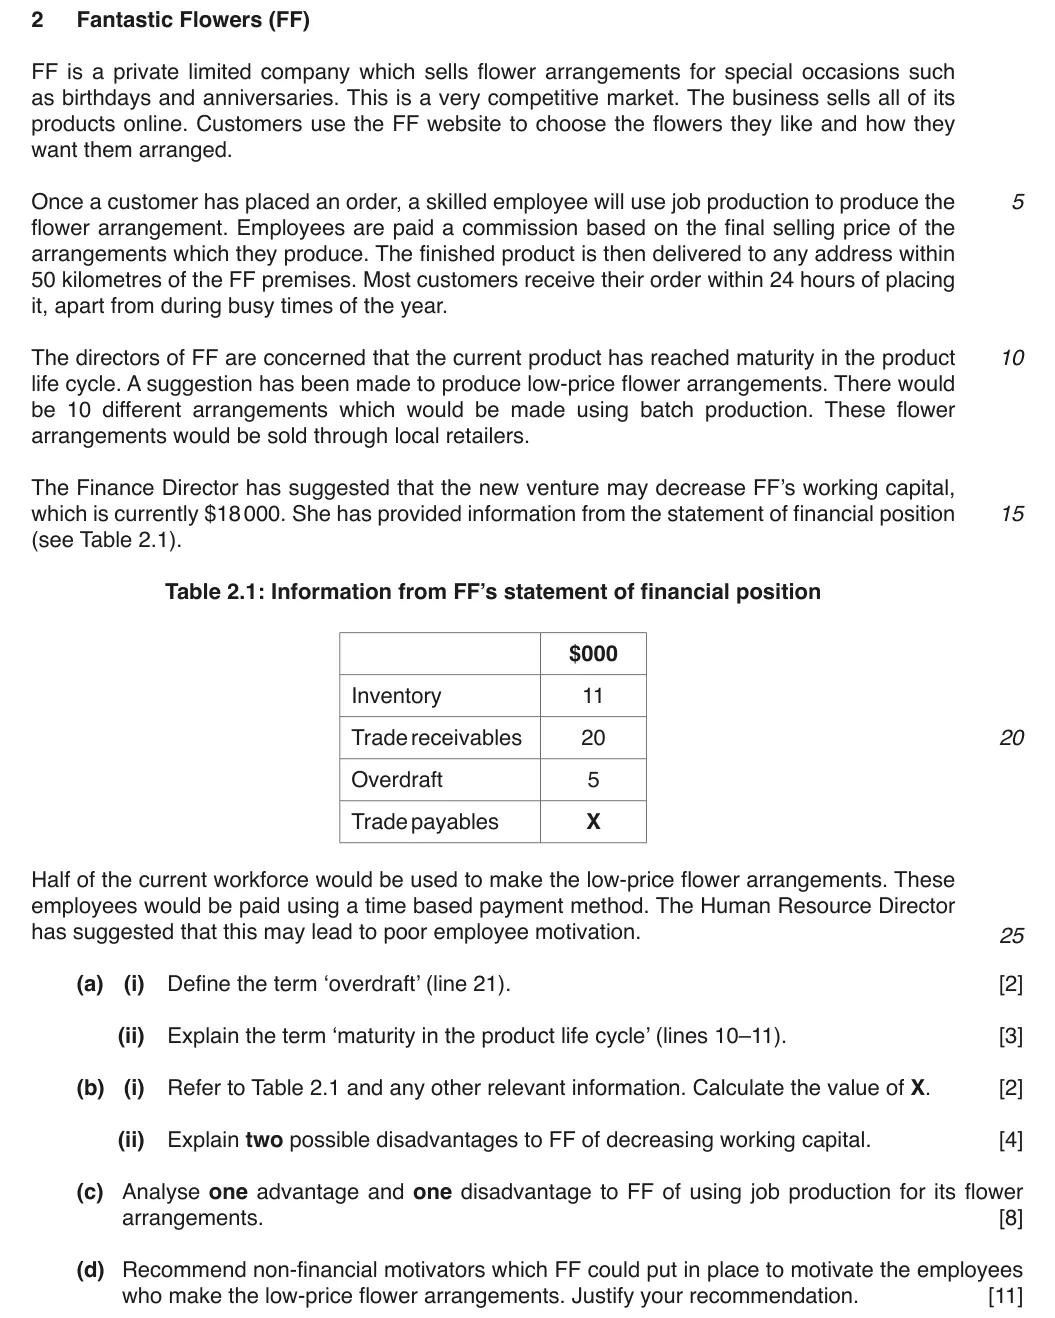 2 Fantastic Flowers (FF)
FF is a private limited company which sells flower arrangements for special occasions such
as birthdays and anniversaries. This is a very competitive market. The business sells all of its
products online. Customers use the FF website to choose the flowers they like and how they
want them arranged.
Once a customer has placed an order, a skilled employee will use job production to produce the 5
flower arrangement. Employees are paid a commission based on the final selling price of the
arrangements which they produce. The finished product is then delivered to any address within
50 kilometres of the FF premises. Most customers receive their order within 24 hours of placing
it, apart from during busy times of the year.
The directors of FF are concerned that the current product has reached maturity in the product 10
life cycle. A suggestion has been made to produce low-price flower arrangements. There would
be 10 different arrangements which would be made using batch production. These flower
arrangements would be sold through local retailers.
The Finance Director has suggested that the new venture may decrease FF’s working capital,
which is currently $18 000. She has provided information from the statement of financial position 15
(see Table 2.1).
Table 2.1: Information from FF’s statement of financial position
$000
Inventory 11
Trade receivables 20 20
Overdraft 5
Trade payables X
Half of the current workforce would be used to make the low-price flower arrangements. These
employees would be paid using a time based payment method. The Human Resource Director
has suggested that this may lead to poor employee motivation. 25
(a) (i) Define the term ‘overdraft’ (line 21). [2]
(ii) Explain the term ‘maturity in the product life cycle’ (lines 10–11). [3]
(b) (i) Refer to Table 2.1 and any other relevant information. Calculate the value of X. [2]
(ii) Explain two possible disadvantages to FF of decreasing working capital. [4]
(c) Analyse one advantage and one disadvantage to FF of using job production for its flower
arrangements. [8]
(d) Recommend non-financial motivators which FF could put in place to motivate the employees
who make the low-price flower arrangements. Justify your recommendation. [11]